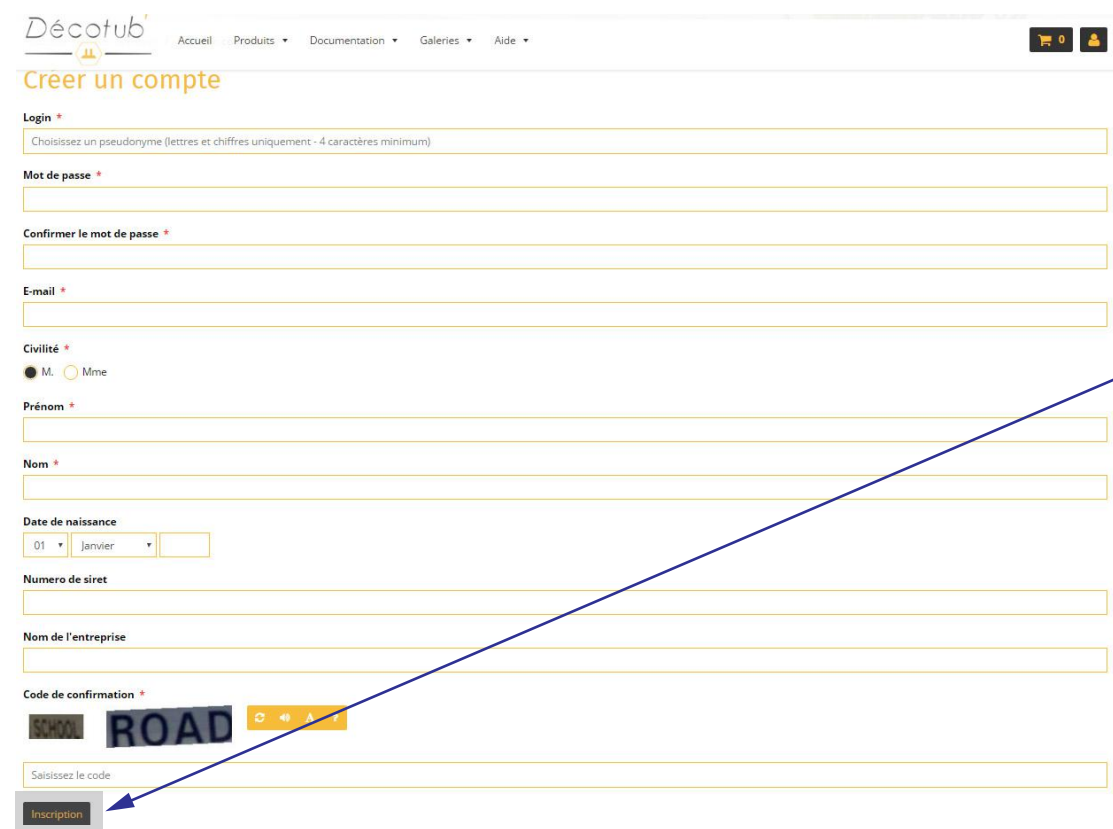 Décotub'
Accueil Produits Documentation Galeries Aide 0
Créer un compte
Login *
Choisissez un pseudonyme (lettres et chiffres uniquement - 4 caractères minimum)
Mot de passe *
Confirmer le mot de passe *
E-mail *
Civilité *
M. Mme
Prénom *
Nom *
Date de naissance
01 Janvier
Numero de siret
Nom de l'entreprise
Code de confirmation *
SCHOOL ROAD A ?
Saisissez le code
Inscription